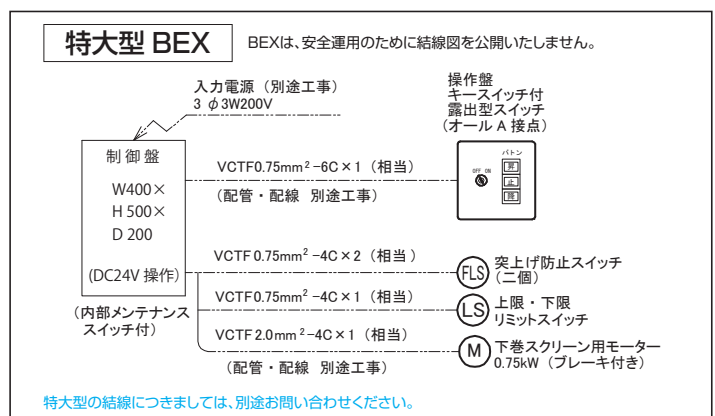 特大型 BEX
BEXは、安全運用のために結線図を公開いたしません。
入力電源（別途工事）
3 φ3W200V
操作盤
キースイッチ付
露出型スイッチ
（オール A 接点）
制 御 盤
W400×
H 500×
D 200
(DC24V 操作)
（内部メンテナンス
スイッチ付）
VCTF0.75mm²-6C×1（相当）
（配管・配線 別途工事）
バトン
OFF ON
昇
止
降
VCTF 0.75mm²-4C×2（相当）
FLS
突上げ防止スイッチ
（二個）
VCTF0.75mm²-4C×1（相当）
LS
上限・下限
リミットスイッチ
VCTF2.0mm²-4C×1（相当）
M
下巻スクリーン用モーター
0.75kW（ブレーキ付き）
（配管・配線 別途工事）
特大型の結線につきましては、別途お問い合わせください。